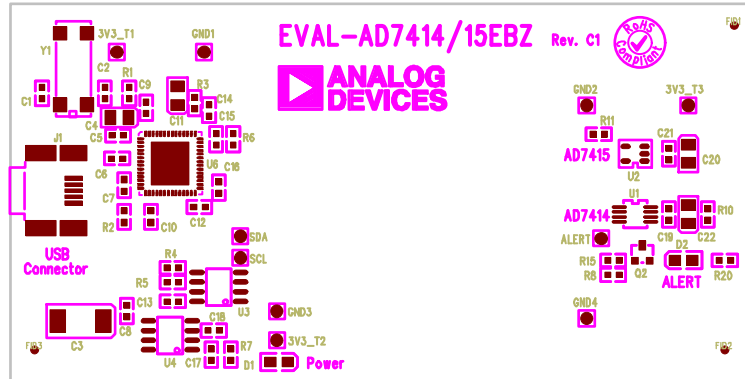 EVAL-AD7414/15EBZ Rev. C1
RoHS Compliant
FID1
Y1
3V3_T1
GND1
ANALOG DEVICES
C2
R1
C9
R3
C14
C1
C4
C11
C15
C5
R6
J1
C6
U6
C16
C7
R2
C10
C12
USB Connector
SDA
SCL
R4
R5
C13
U3
C8
C3
GND3
C18
3V3_T2
FID3
U4
C17
R7
D1
Power
GND2
3V3_T3
R11
C21
AD7415
U2
C20
U1
AD7414
R10
C19
C22
ALERT
R15
Q2
D2
R8
ALERT
R20
GND4
FID2